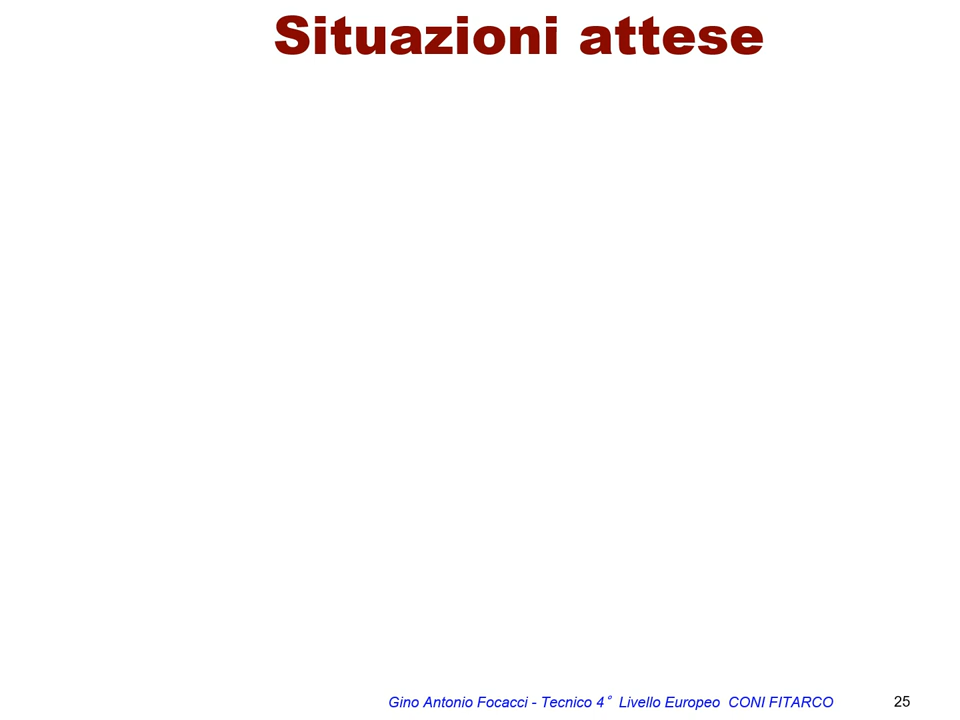 Situazioni attese
Gino Antonio Focacci - Tecnico 4° Livello Europeo  CONI FITARCO
25